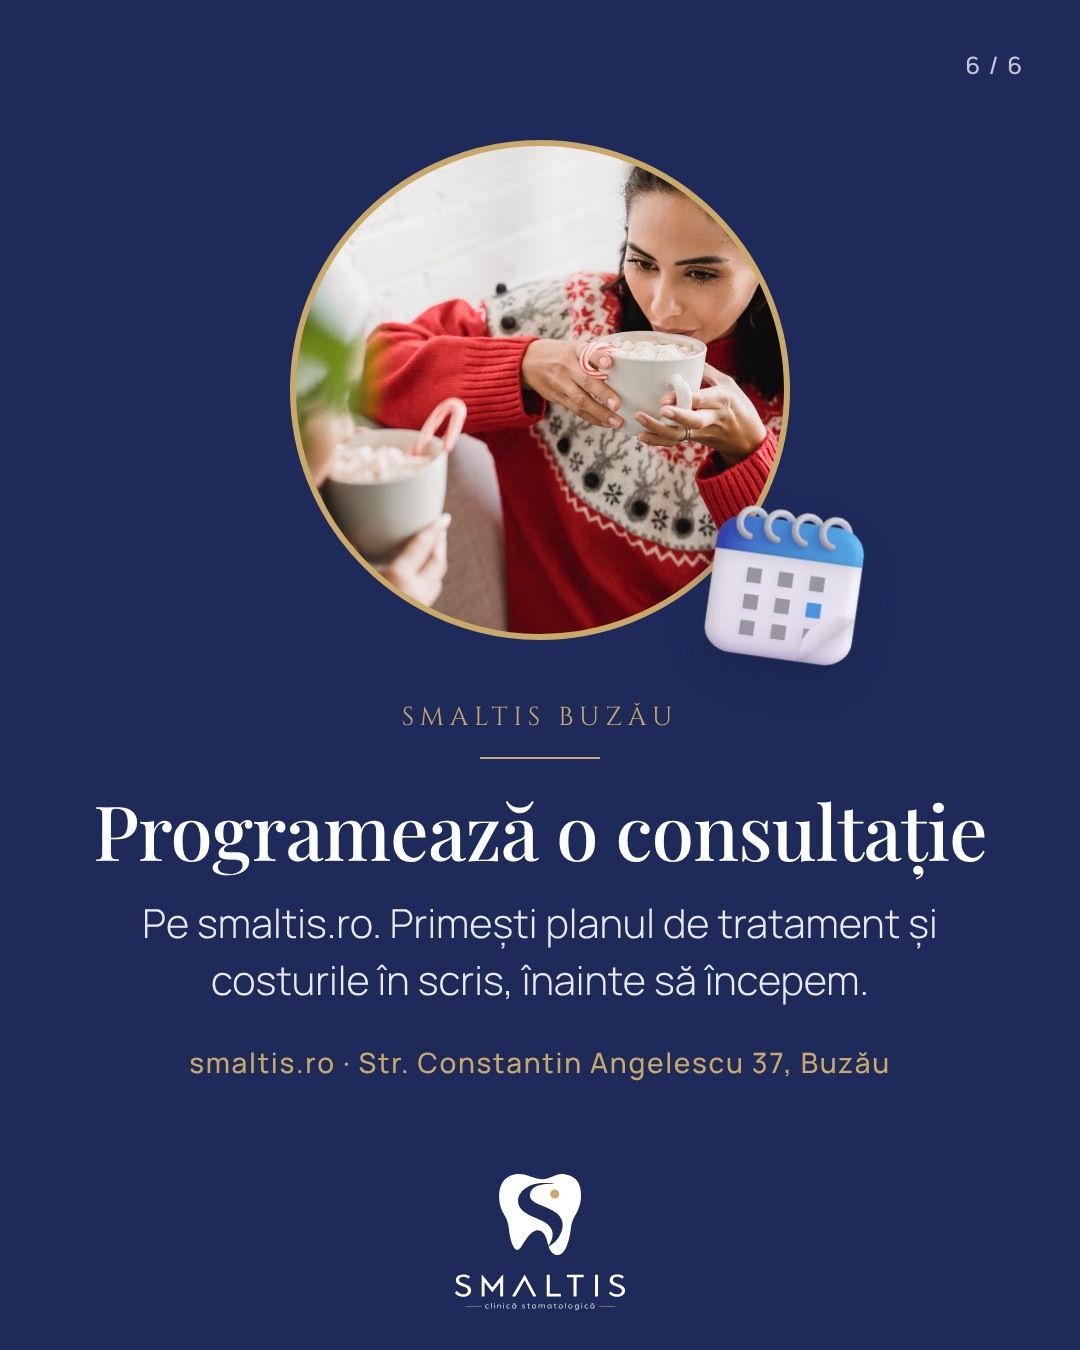 6 / 6
SMALTIS BUZĂU
Programează o consultație
Pe smaltis.ro. Primești planul de tratament și
costurile în scris, înainte să începem.
smaltis.ro · Str. Constantin Angelescu 37, Buzău
SMALTIS
clinică stomatologică